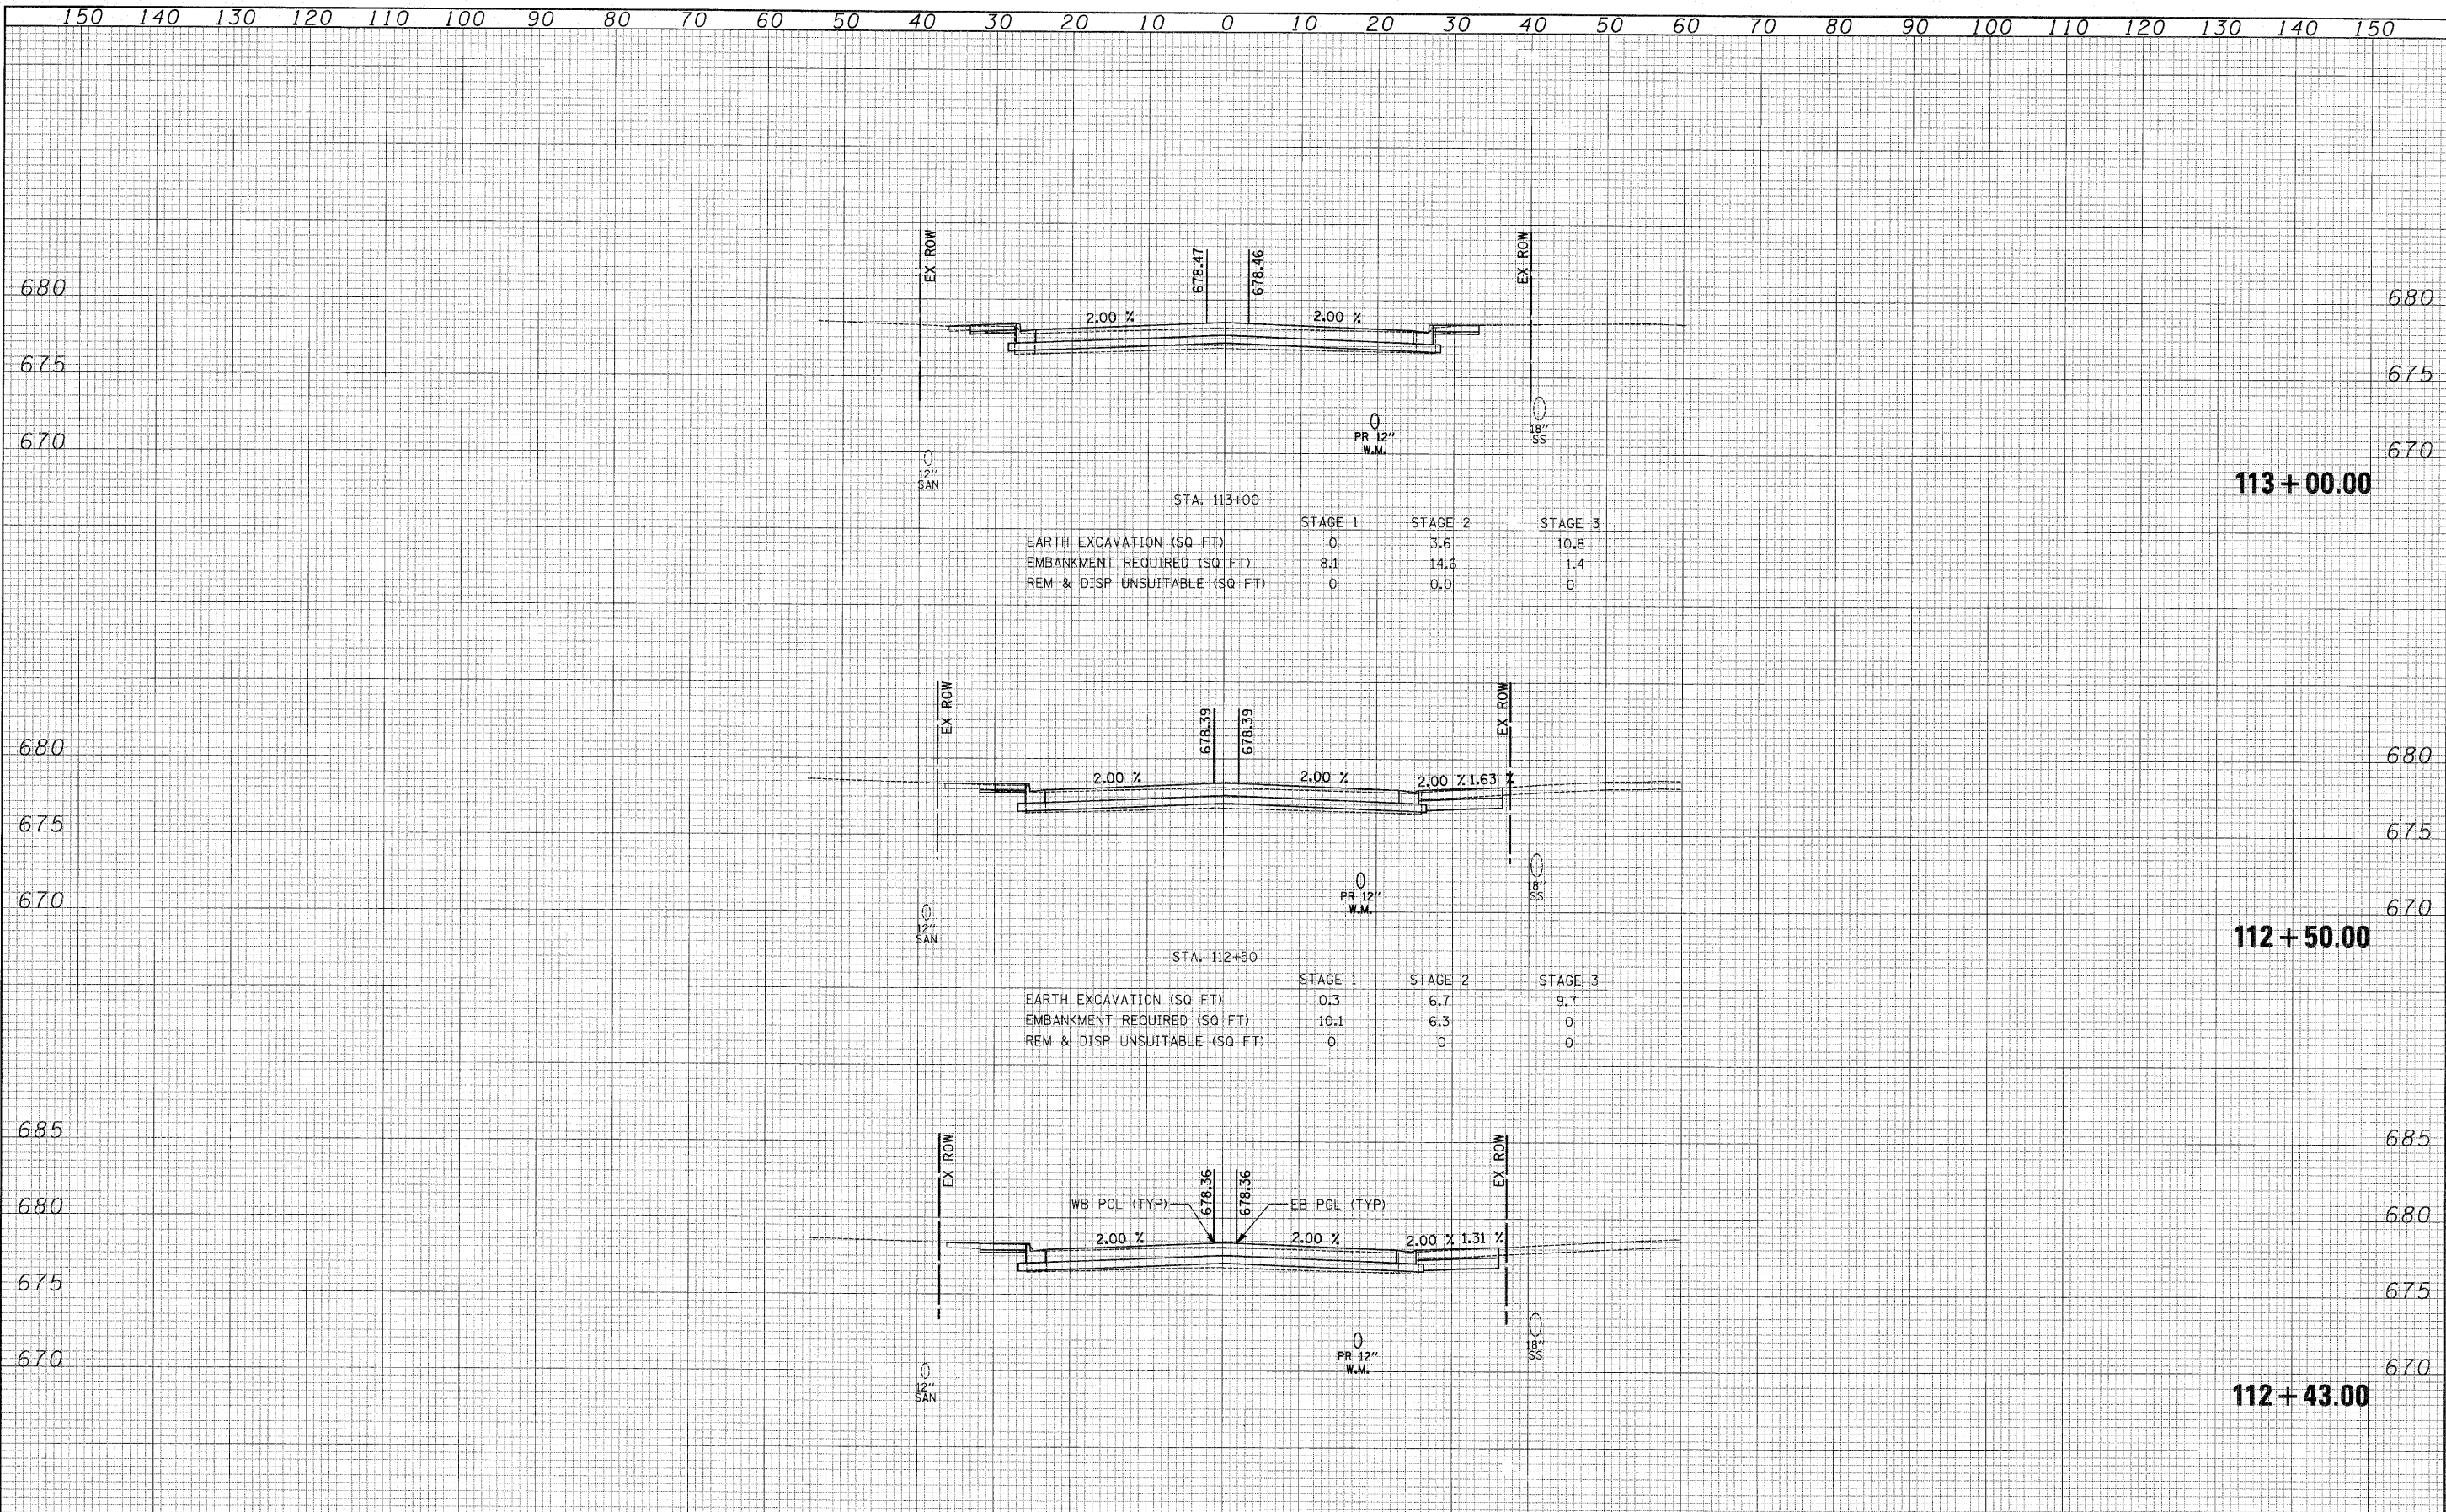 150 140 130 120 110 100 90 80 70 60 50 40 30 20 10 0 10 20 30 40 50 60 70 80 90 100 110 120 130 140 150
EX ROW 678.47 678.46 EX ROW
680 680
2.00 % 2.00 %
675 675
PR 12" W.M.
18" SS
670 670
12" SAN
113+00.00
STA. 113+00
STAGE 1 STAGE 2 STAGE 3
EARTH EXCAVATION (SQ FT) 0 3.6 10.8
EMBANKMENT REQUIRED (SQ FT) 8.1 14.6 1.4
REM & DISP UNSUITABLE (SQ FT) 0 0.0 0
EX ROW 678.39 678.39 EX ROW
680 680
2.00 % 2.00 % 2.00 % 1.63 %
675 675
PR 12" W.M.
18" SS
670 670
12" SAN
112+50.00
STA. 112+50
STAGE 1 STAGE 2 STAGE 3
EARTH EXCAVATION (SQ FT) 0.3 6.7 9.7
EMBANKMENT REQUIRED (SQ FT) 10.1 6.3 0
REM & DISP UNSUITABLE (SQ FT) 0 0 0
685 685
EX ROW 678.36 678.36 EX ROW
WB PGL (TYP) EB PGL (TYP)
680 680
2.00 % 2.00 % 2.00 % 1.31 %
675 675
PR 12" W.M.
18" SS
670 670
12" SAN
112+43.00